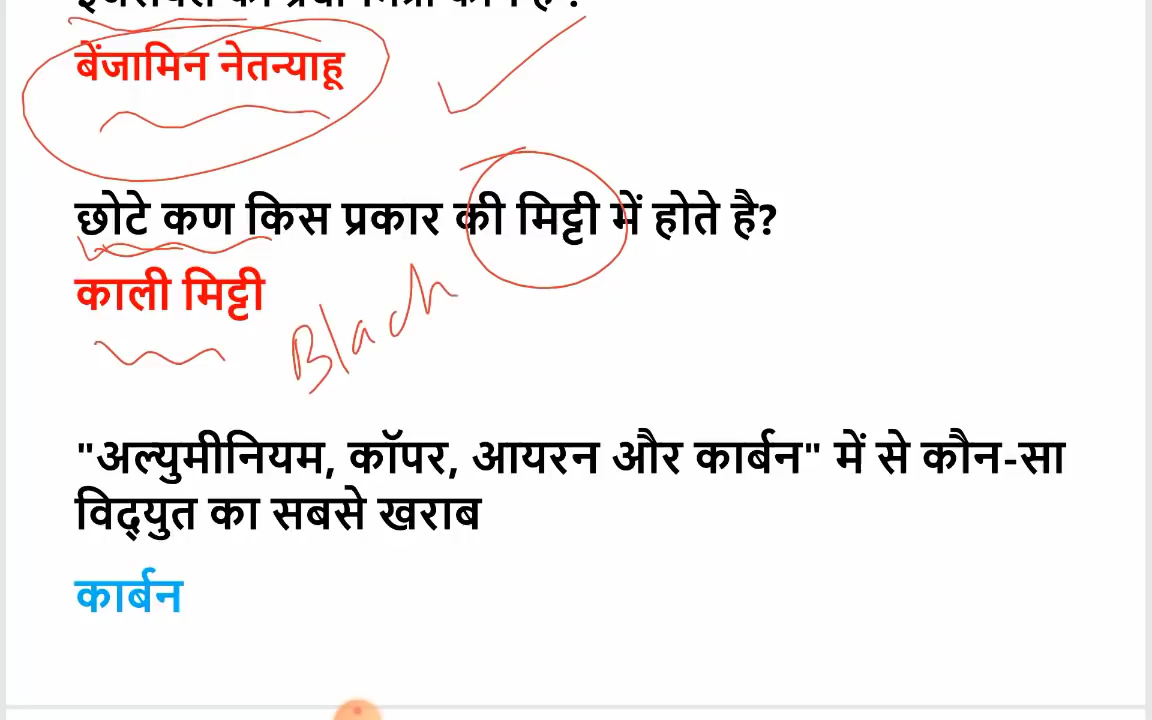 बेंजामिन नेतन्याहू
छोटे कण किस प्रकार की मिट्टी में होते है?
काली मिट्टी
Black
"अल्युमीनियम, कॉपर, आयरन और कार्बन" में से कौन-सा
विद्युत का सबसे खराब
कार्बन